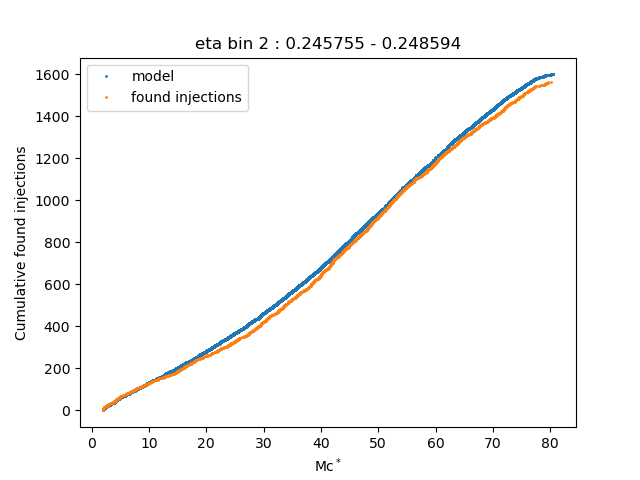 eta bin 2 : 0.245755 - 0.248594
model
found injections
Cumulative found injections
1600
1400
1200
1000
800
600
400
200
0
0 10 20 30 40 50 60 70 80
Mc*